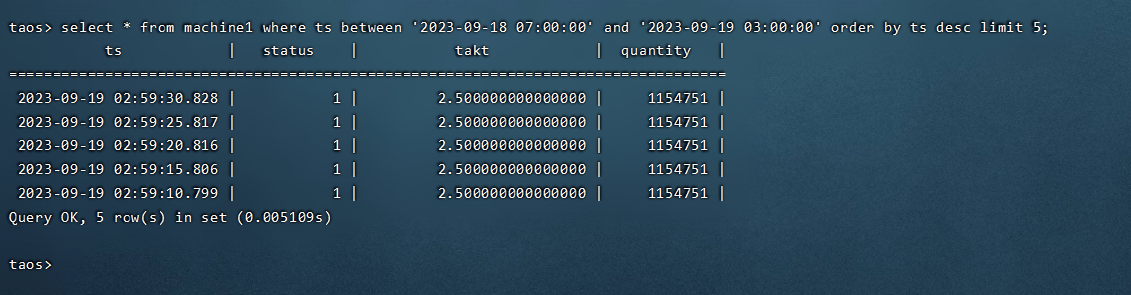 taos> select * from machine1 where ts between '2023-09-18 07:00:00' and '2023-09-19 03:00:00' order by ts desc limit 5;
ts | status | takt | quantity |
=================================================================================
2023-09-19 02:59:30.828 | 1 | 2.500000000000000 | 1154751 |
2023-09-19 02:59:25.817 | 1 | 2.500000000000000 | 1154751 |
2023-09-19 02:59:20.816 | 1 | 2.500000000000000 | 1154751 |
2023-09-19 02:59:15.806 | 1 | 2.500000000000000 | 1154751 |
2023-09-19 02:59:10.799 | 1 | 2.500000000000000 | 1154751 |
Query OK, 5 row(s) in set (0.005109s)
taos>